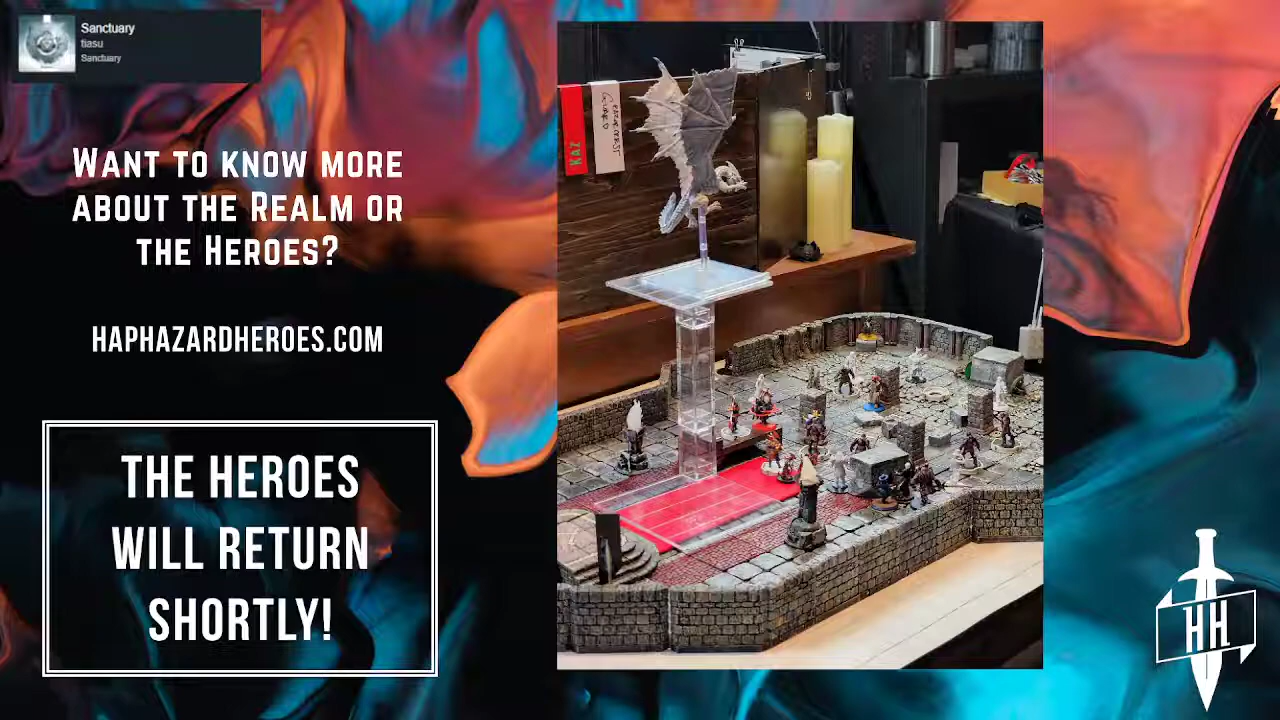 Sanctuary
tiasu
Sanctuary
WANT TO KNOW MORE
ABOUT THE REALM OR
THE HEROES?
HAPHAZARDHEROES.COM
THE HEROES
WILL RETURN
SHORTLY!
KAZ
HH